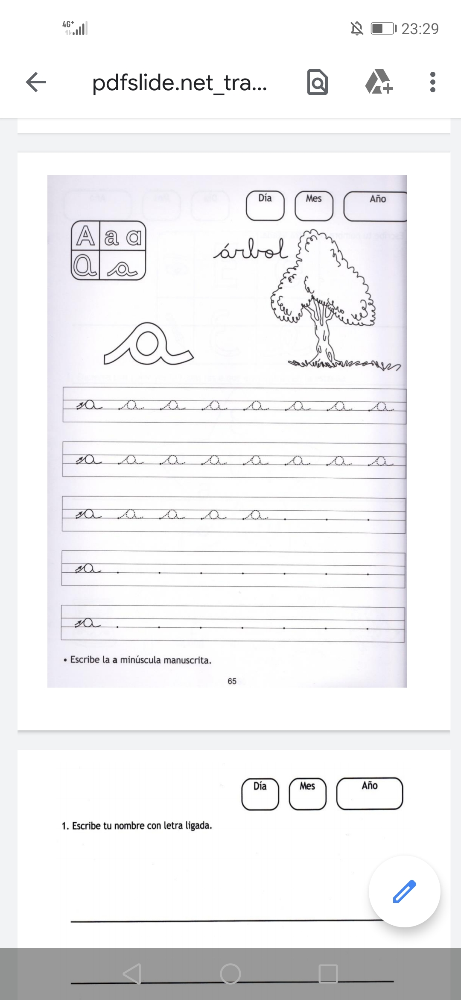 4G+
23:29
pdfslide.net_tra...
Día Mes Año
A a a
a a
árbol
a
a a a a a a a a
a a a a a a a a
a a a a a
a
a
• Escribe la a minúscula manuscrita.
65
Día Mes Año
1. Escribe tu nombre con letra ligada.